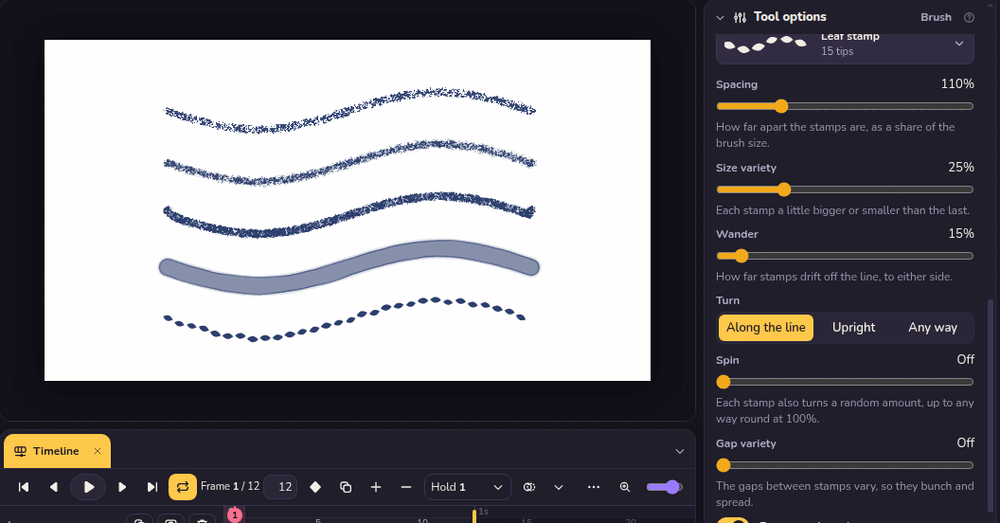 Tool options
Brush
Leaf stamp
15 tips
Spacing 110%
How far apart the stamps are, as a share of the
brush size.
Size variety 25%
Each stamp a little bigger or smaller than the last.
Wander 15%
How far stamps drift off the line, to either side.
Turn
Along the line Upright Any way
Spin Off
Each stamp also turns a random amount, up to any
way round at 100%.
Gap variety Off
The gaps between stamps vary, so they bunch and
spread.
Timeline
Frame 1 / 12 12 Hold 1
1 5 10 1s 15 20